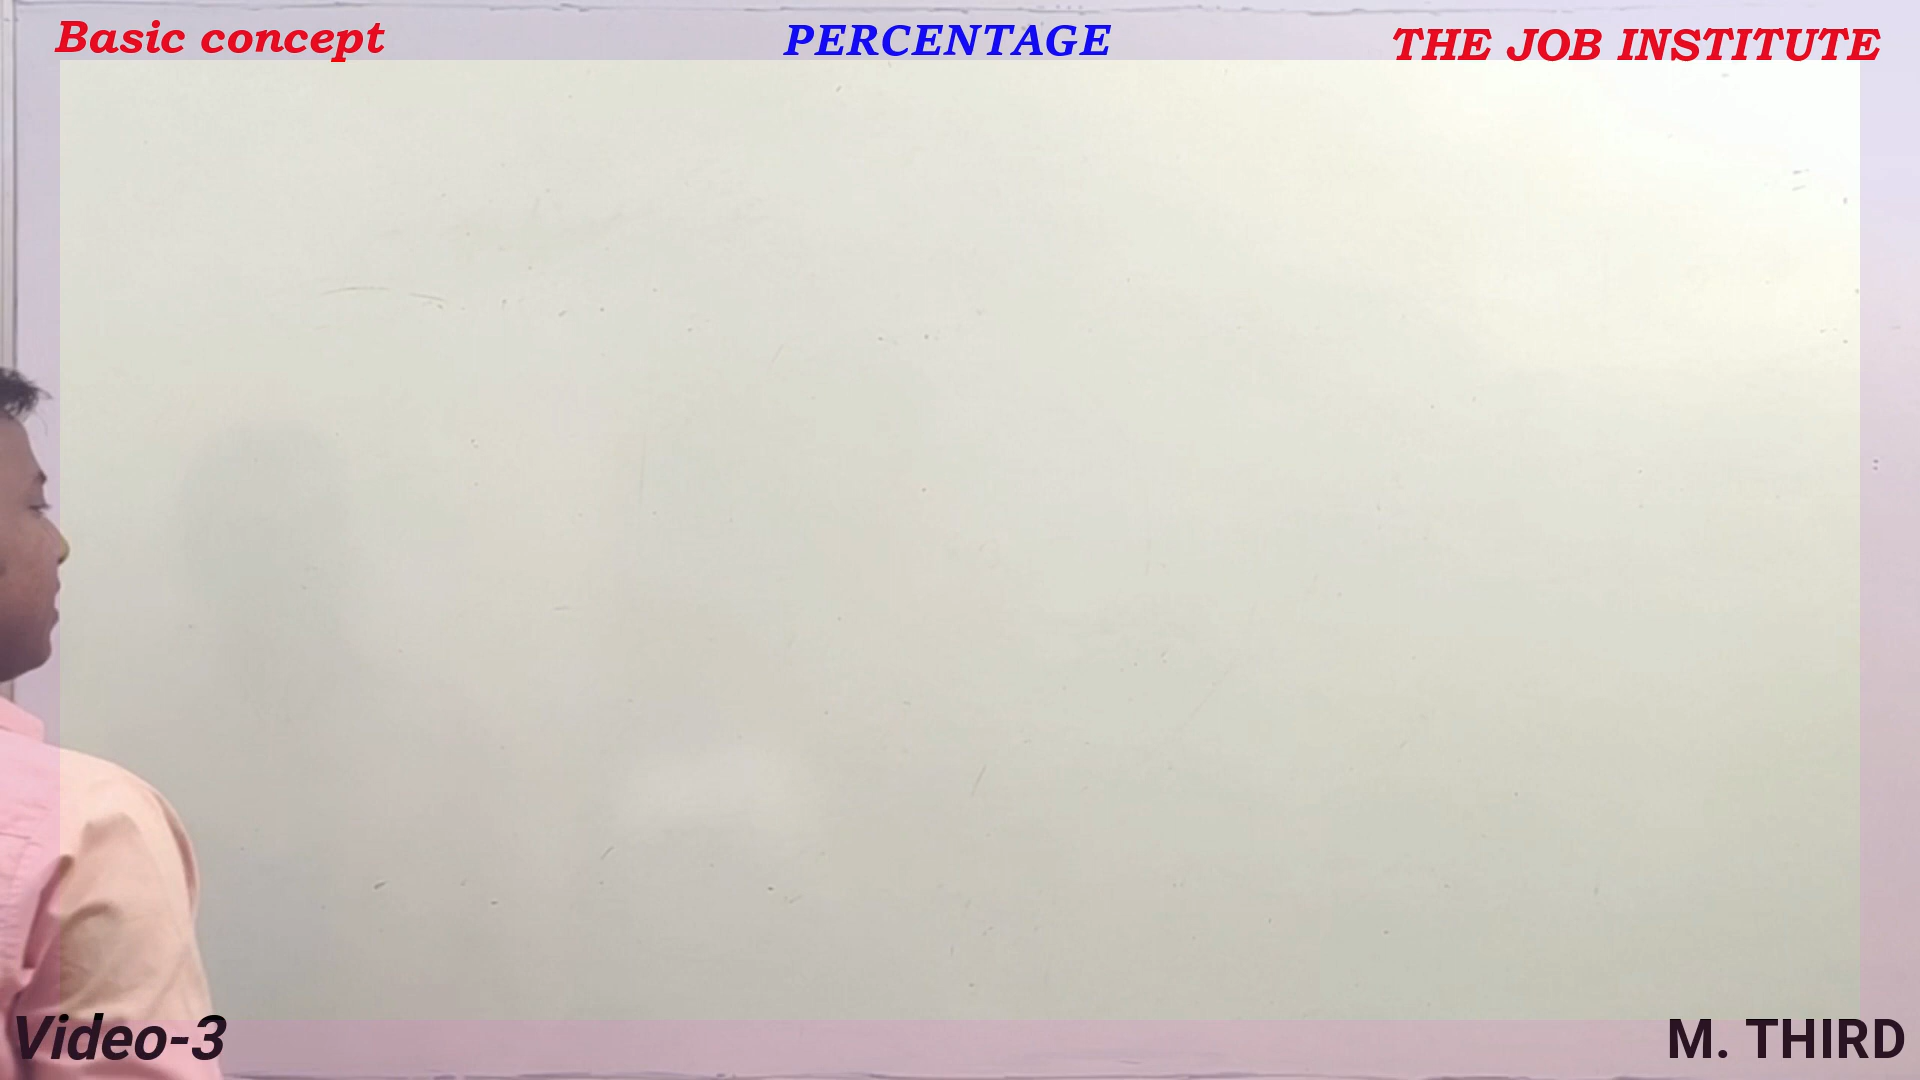 Basic concept
PERCENTAGE
THE JOB INSTITUTE
Video-3
M. THIRD